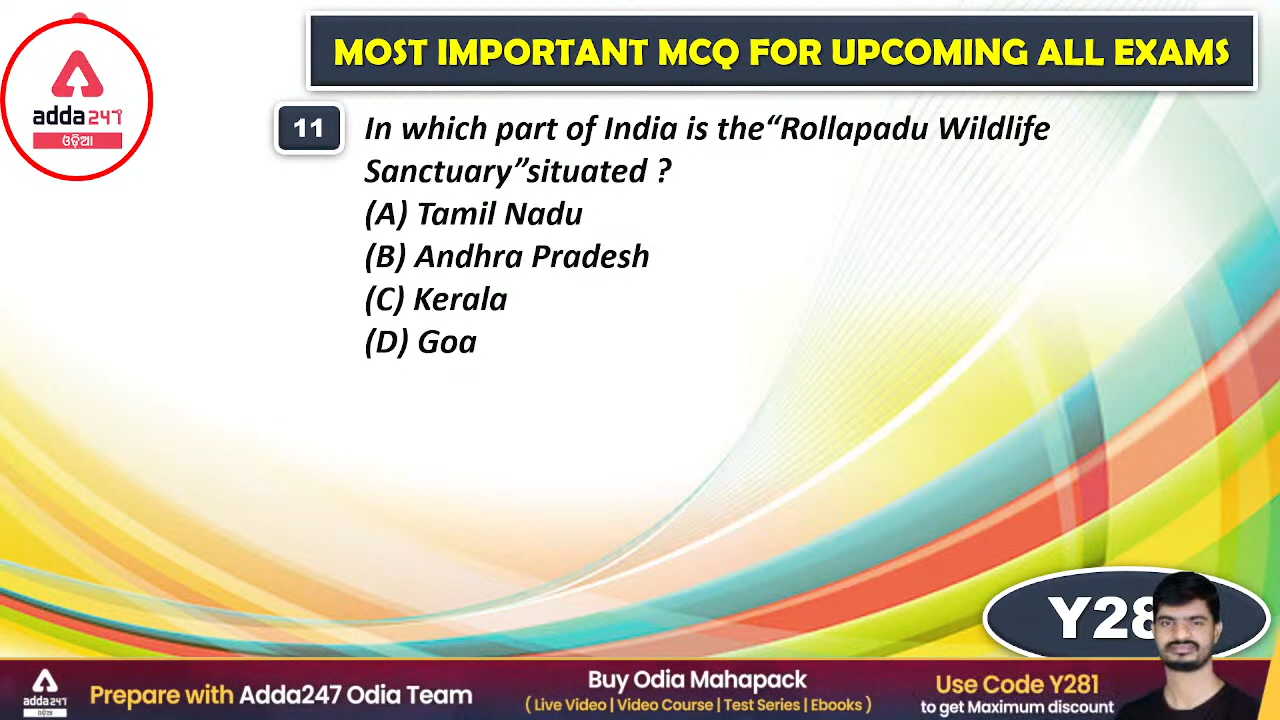 MOST IMPORTANT MCQ FOR UPCOMING ALL EXAMS
adda247
ଓଡ଼ିଆ
11
In which part of India is the“Rollapadu Wildlife
Sanctuary”situated ?
(A) Tamil Nadu
(B) Andhra Pradesh
(C) Kerala
(D) Goa
Y28
adda247
ଓଡ଼ିଆ
Prepare with Adda247 Odia Team
Buy Odia Mahapack
( Live Video | Video Course | Test Series | Ebooks )
Use Code Y281
to get Maximum discount